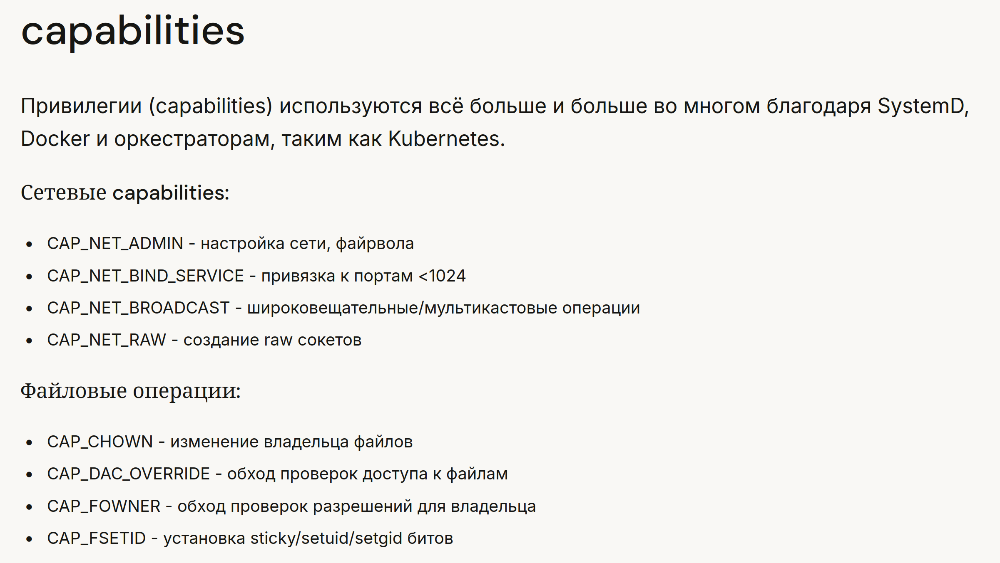 capabilities
Привилегии (capabilities) используются всё больше и больше во многом благодаря SystemD,
Docker и оркестраторам, таким как Kubernetes.
Сетевые capabilities:
• CAP_NET_ADMIN - настройка сети, файрвола
• CAP_NET_BIND_SERVICE - привязка к портам <1024
• CAP_NET_BROADCAST - широковещательные/мультикастовые операции
• CAP_NET_RAW - создание raw сокетов
Файловые операции:
• CAP_CHOWN - изменение владельца файлов
• CAP_DAC_OVERRIDE - обход проверок доступа к файлам
• CAP_FOWNER - обход проверок разрешений для владельца
• CAP_FSETID - установка sticky/setuid/setgid битов